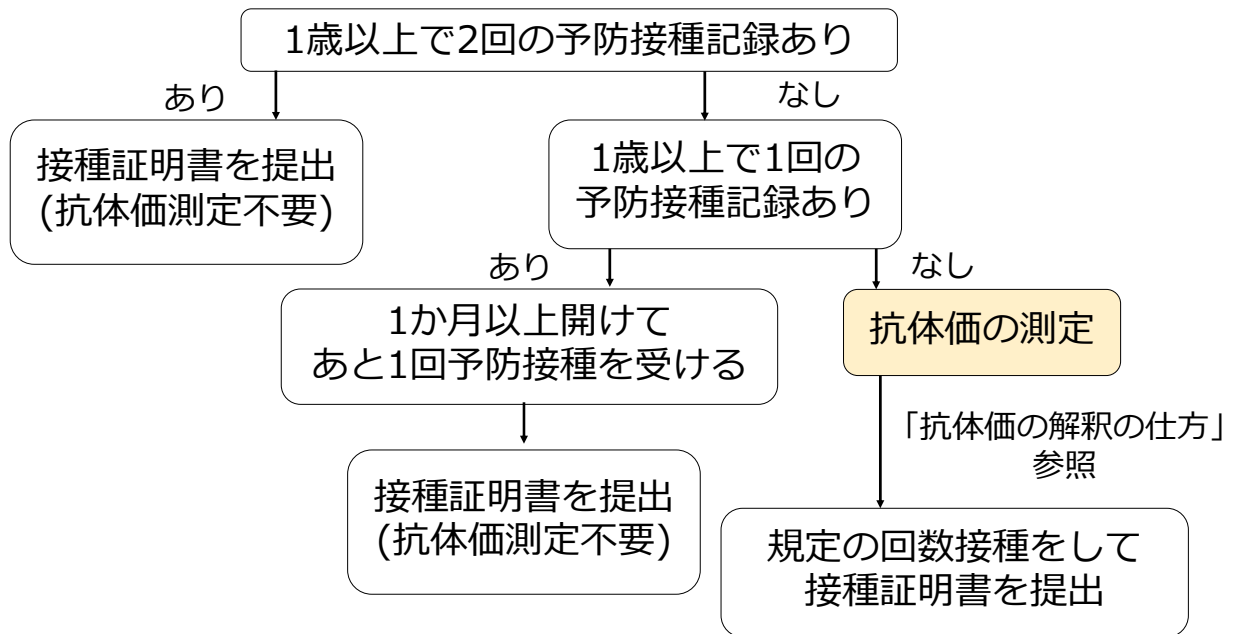 1歳以上で2回の予防接種記録あり
あり
なし
接種証明書を提出
(抗体価測定不要)
1歳以上で1回の
予防接種記録あり
あり
なし
1か月以上開けて
あと1回予防接種を受ける
抗体価の測定
「抗体価の解釈の仕方」
参照
接種証明書を提出
(抗体価測定不要)
規定の回数接種をして
接種証明書を提出